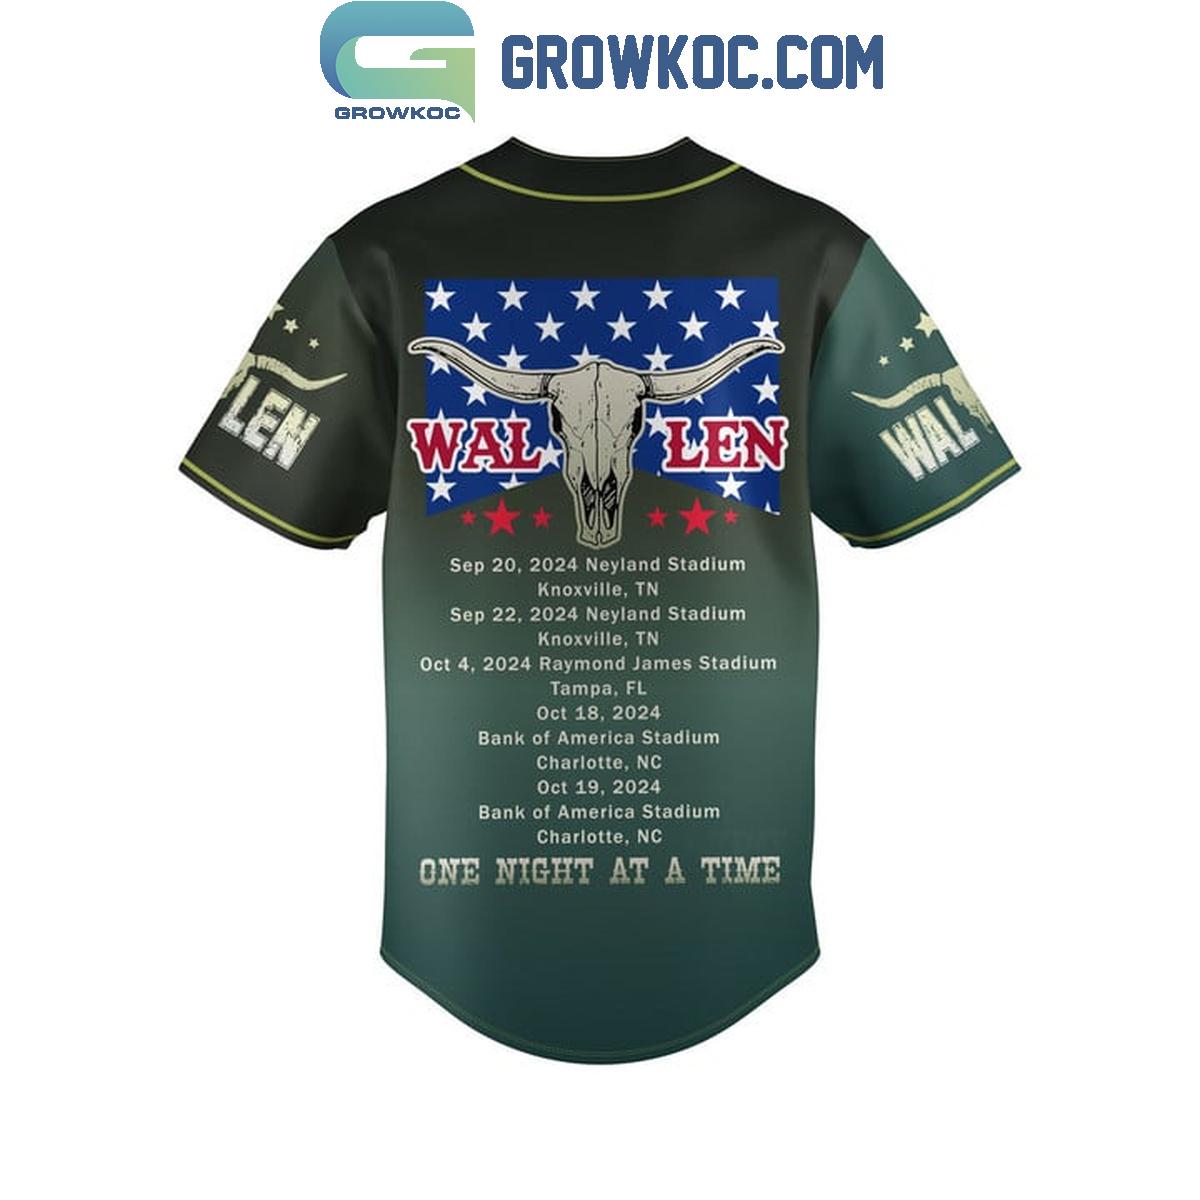 GROWKOC
GROWKOC.COM
WAL LEN
LEN
WAL
Sep 20, 2024 Neyland Stadium
Knoxville, TN
Sep 22, 2024 Neyland Stadium
Knoxville, TN
Oct 4, 2024 Raymond James Stadium
Tampa, FL
Oct 18, 2024
Bank of America Stadium
Charlotte, NC
Oct 19, 2024
Bank of America Stadium
Charlotte, NC
ONE NIGHT AT A TIME